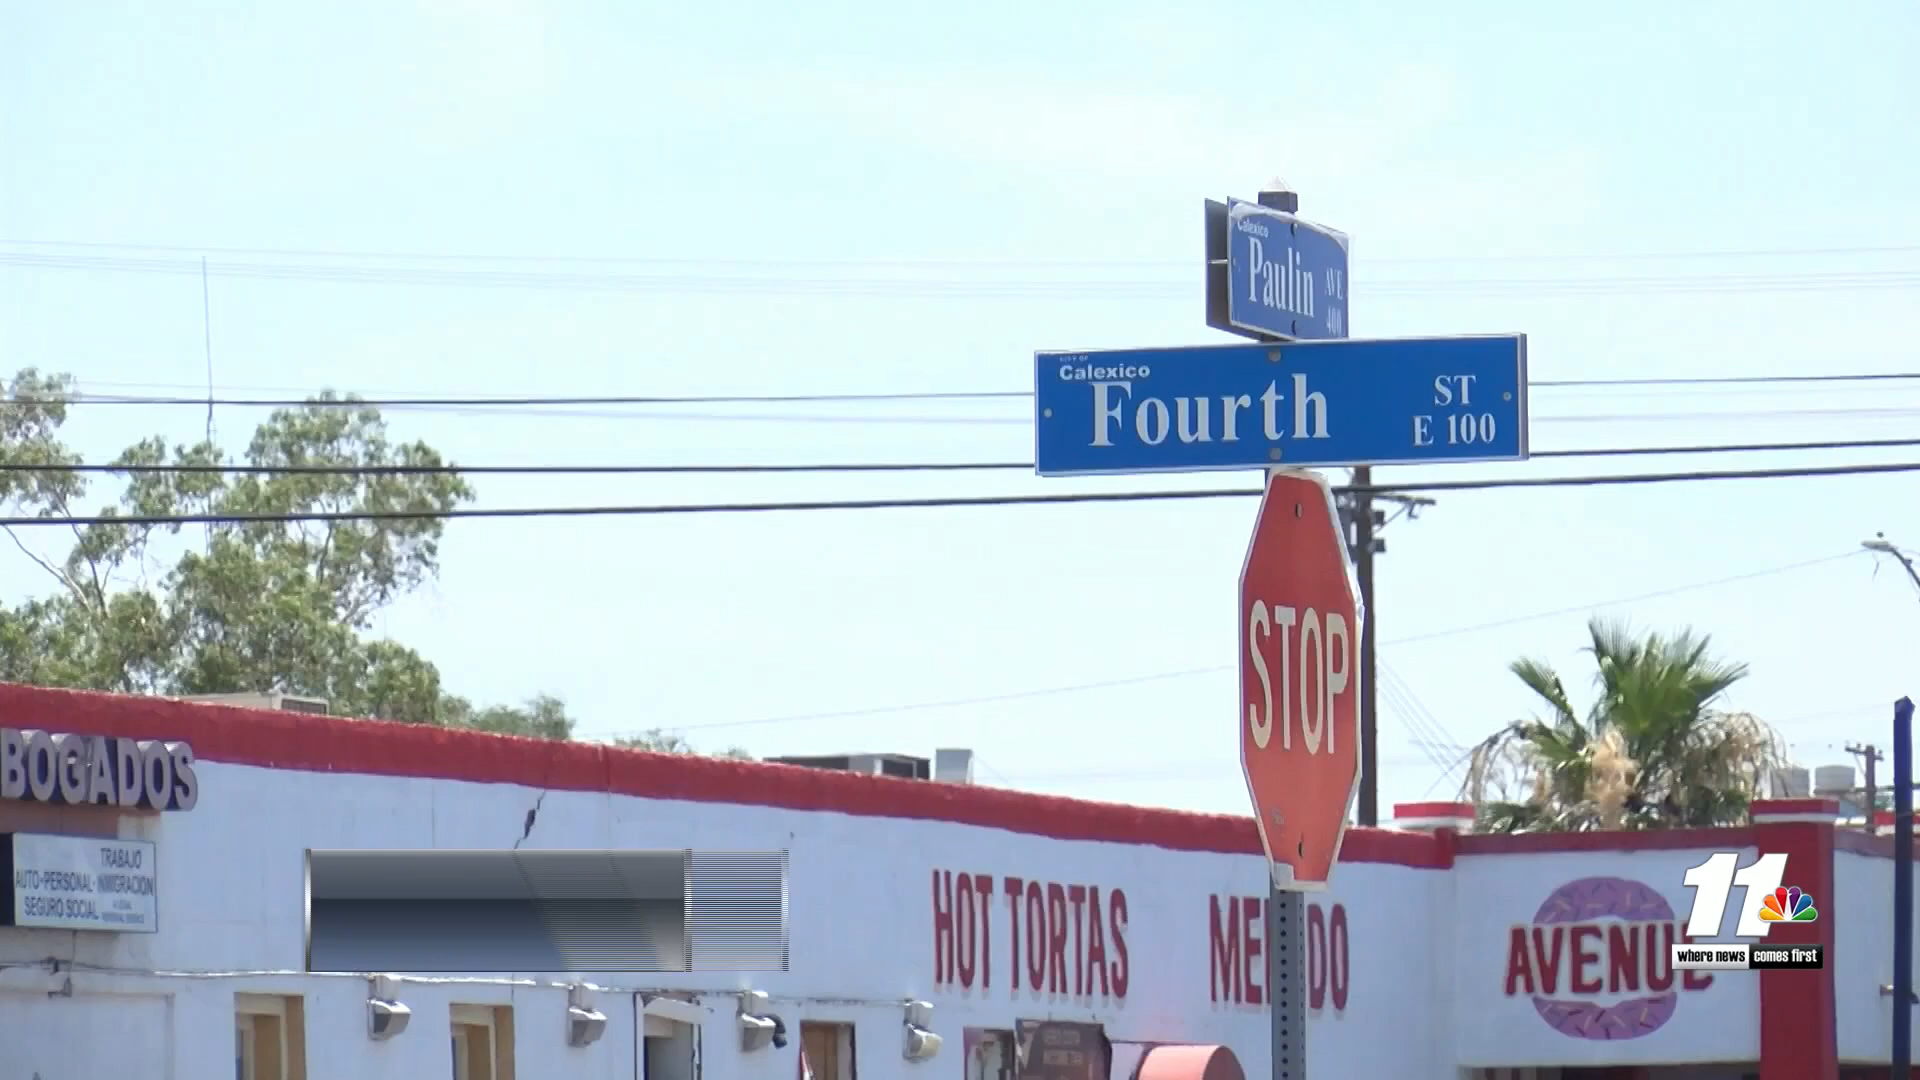 Calexico
Paulin AVE
400
CITY OF
Calexico
Fourth ST
E 100
STOP
BOGADOS
TRABAJO
AUTO•PERSONAL•INMIGRACION
SEGURO SOCIAL
HOT TORTAS
MENUDO
AVENUE
11
where news comes first